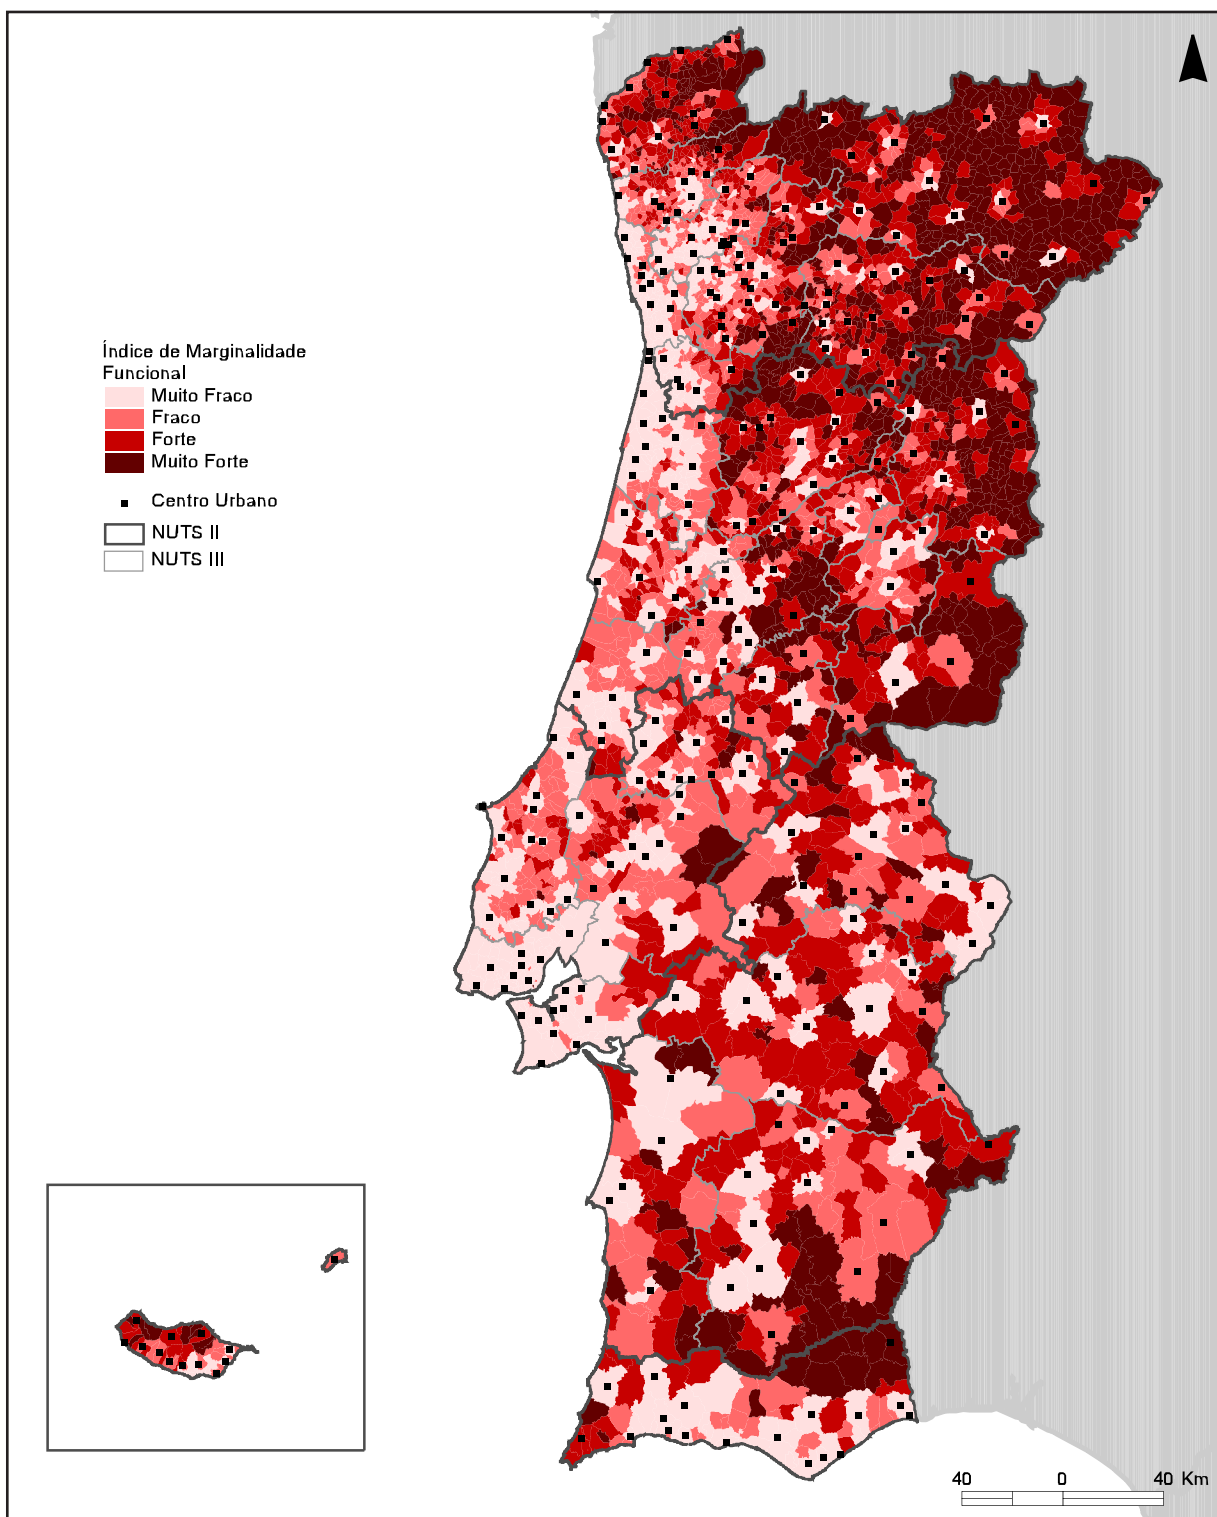 Índice de Marginalidade
Funcional
Muito Fraco
Fraco
Forte
Muito Forte
Centro Urbano
NUTS II
NUTS III
40 0 40 Km